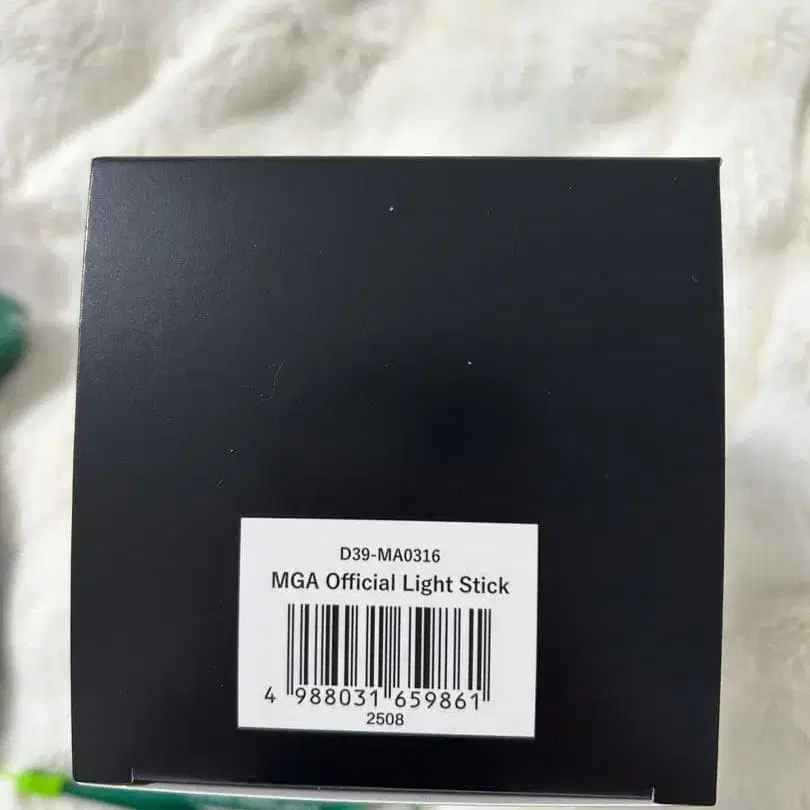 D39-MA0316
MGA Official Light Stick
4 988031 659861
2508